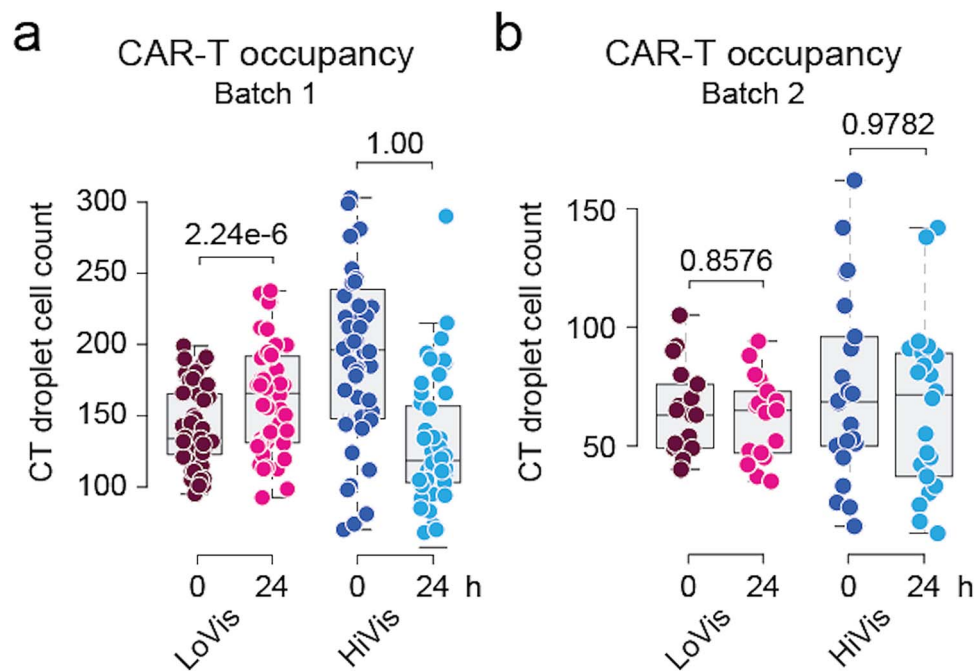 a
CAR-T occupancy
Batch 1
CT droplet cell count
300
250
200
150
100
2.24e-6
1.00
0
24
0
24
h
LoVis
HiVis
b
CAR-T occupancy
Batch 2
CT droplet cell count
150
100
50
0.8576
0.9782
0
24
0
24
h
LoVis
HiVis